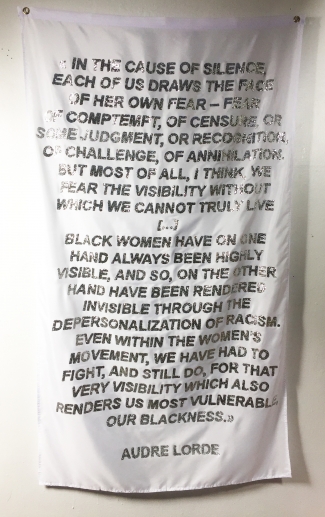 « IN THE CAUSE OF SILENCE,
EACH OF US DRAWS THE FACE
OF HER OWN FEAR – FEAR
OF COMPTEMFT, OF CENSURE, OR
SOME JUDGMENT, OR RECOGNITION,
OF CHALLENGE, OF ANNIHILATION.
BUT MOST OF ALL, I THINK, WE
FEAR THE VISIBILITY WITHOUT
WHICH WE CANNOT TRULY LIVE
[...]
BLACK WOMEN HAVE ON ONE
HAND ALWAYS BEEN HIGHLY
VISIBLE, AND SO, ON THE OTHER
HAND HAVE BEEN RENDERED
INVISIBLE THROUGH THE
DEPERSONALIZATION OF RACISM.
EVEN WITHIN THE WOMEN'S
MOVEMENT, WE HAVE HAD TO
FIGHT, AND STILL DO, FOR THAT
VERY VISIBILITY WHICH ALSO
RENDERS US MOST VULNERABLE,
OUR BLACKNESS.»
AUDRE LORDE